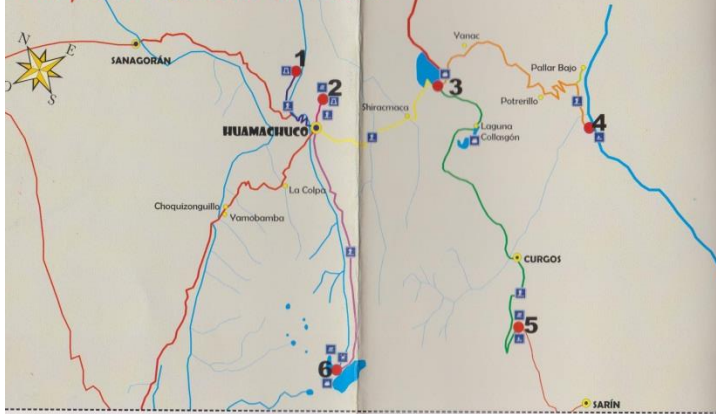 N
E
S
O
SANAGORÁN
1
2
HUAMACHUCO
Shiracmaca
Yanac
3
Pallar Bajo
Potrerillo
4
Laguna
Collasgón
La Colpa
Choquizonguillo
Yamobamba
CURGOS
5
6
SARÍN